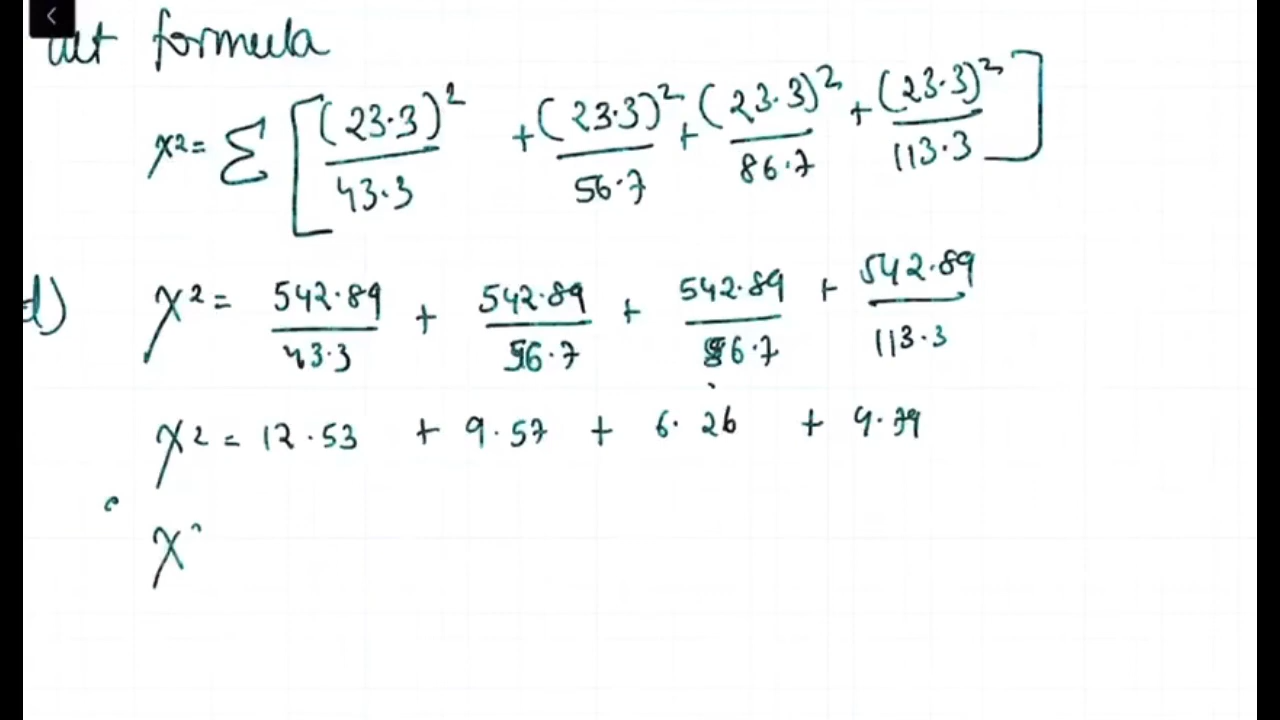 formula
χ² = Σ [ (23.3)²/43.3 + (23.3)²/56.7 + (23.3)²/86.7 + (23.3)²/113.3 ]
d) χ² = 542.89/43.3 + 542.89/56.7 + 542.89/86.7 + 542.89/113.3
χ² = 12.53 + 9.57 + 6.26 + 4.79
χ²